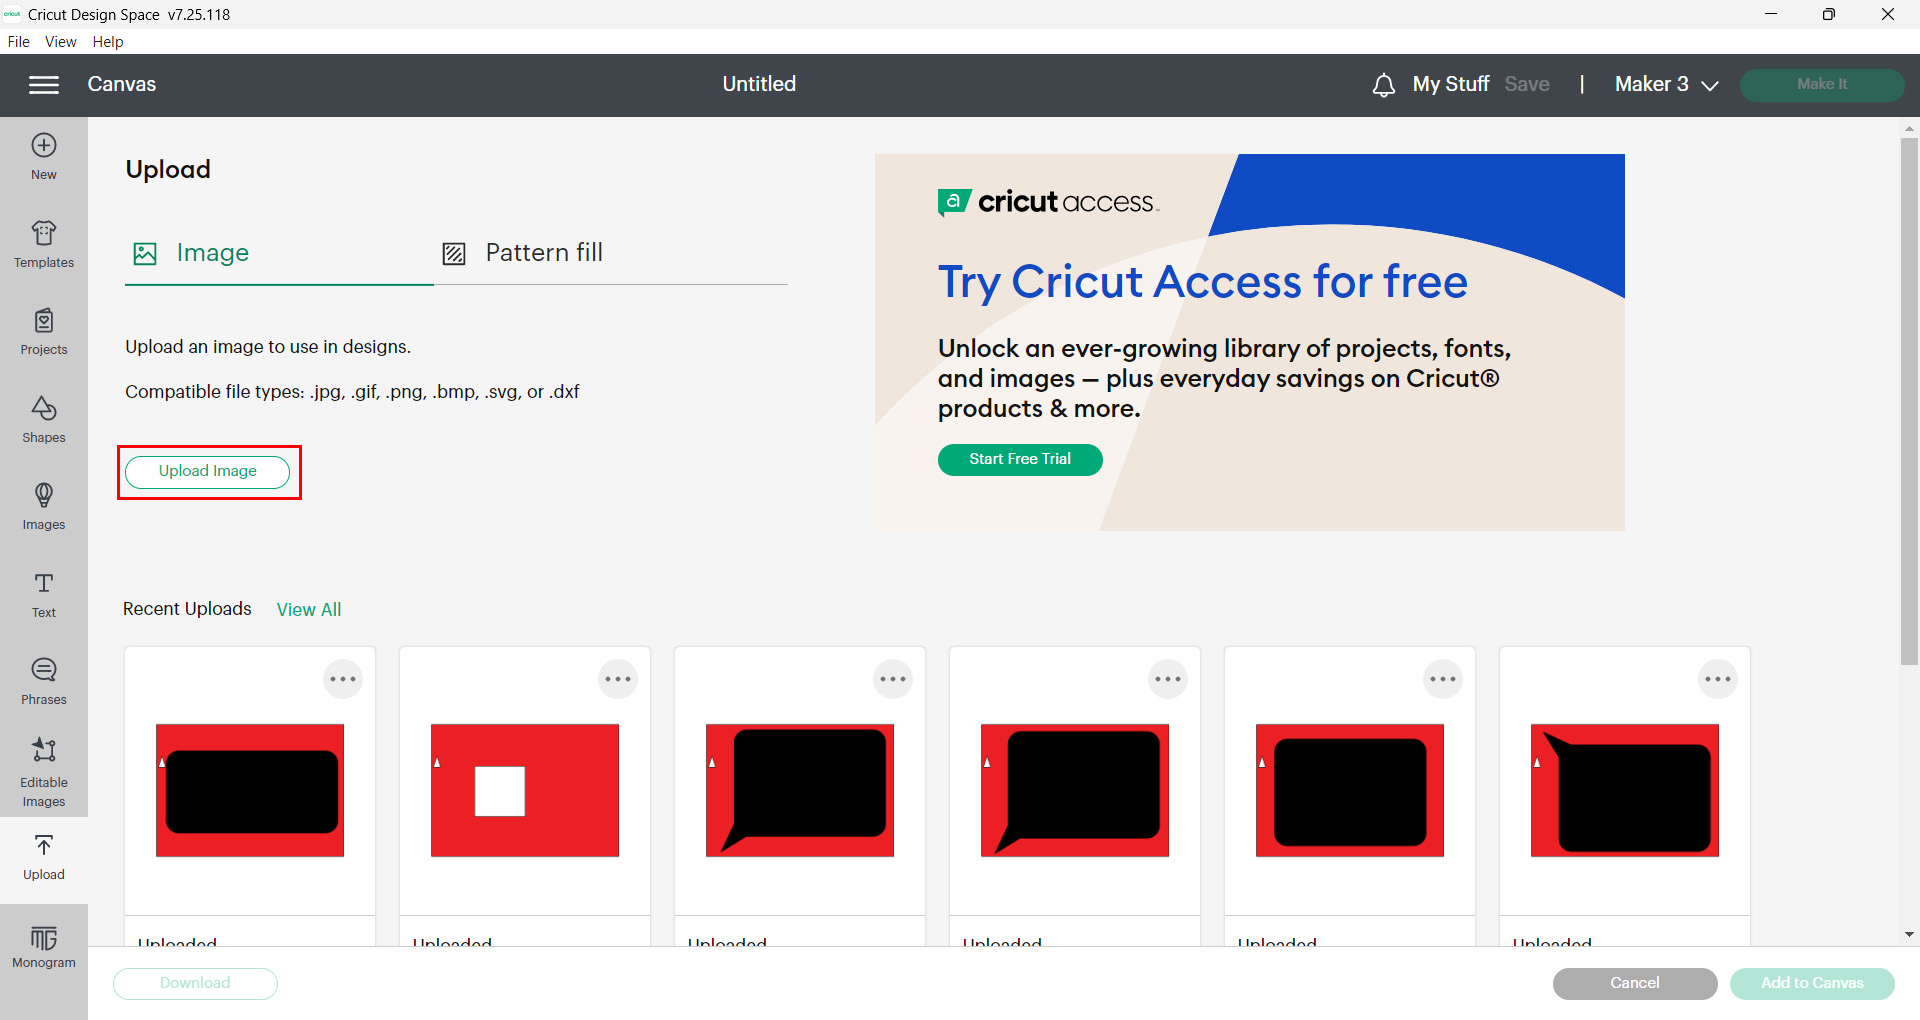 cricut Cricut Design Space v7.25.118
File View Help
Canvas
Untitled
My Stuff Save | Maker 3
Make It
New
Templates
Projects
Shapes
Images
Text
Phrases
Editable
Images
Upload
Monogram
Upload
Image
Pattern fill
Upload an image to use in designs.
Compatible file types: .jpg, .gif, .png, .bmp, .svg, or .dxf
Upload Image
a cricut access™
Try Cricut Access for free
Unlock an ever-growing library of projects, fonts,
and images – plus everyday savings on Cricut®
products & more.
Start Free Trial
Recent Uploads View All
Uploaded Uploaded Uploaded Uploaded Uploaded Uploaded
Download
Cancel
Add to Canvas